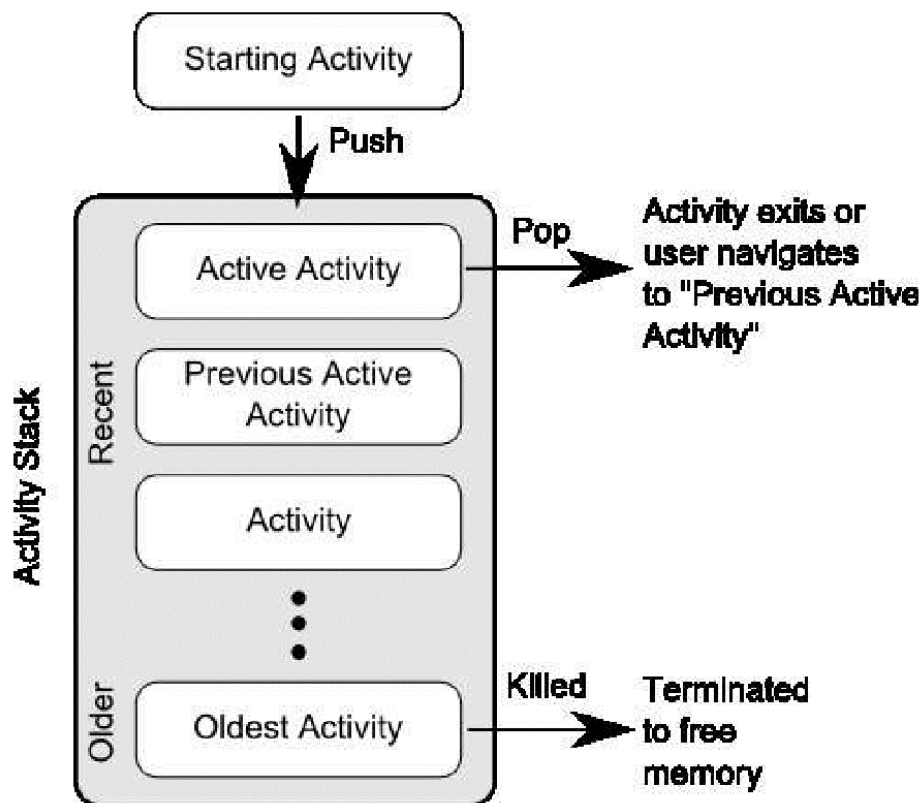 Starting Activity
Push
Active Activity
Pop
Activity exits or
user navigates
to "Previous Active
Activity"
Previous Active
Activity
Activity
Recent
Activity Stack
Older
Oldest Activity
Killed
Terminated
to free
memory